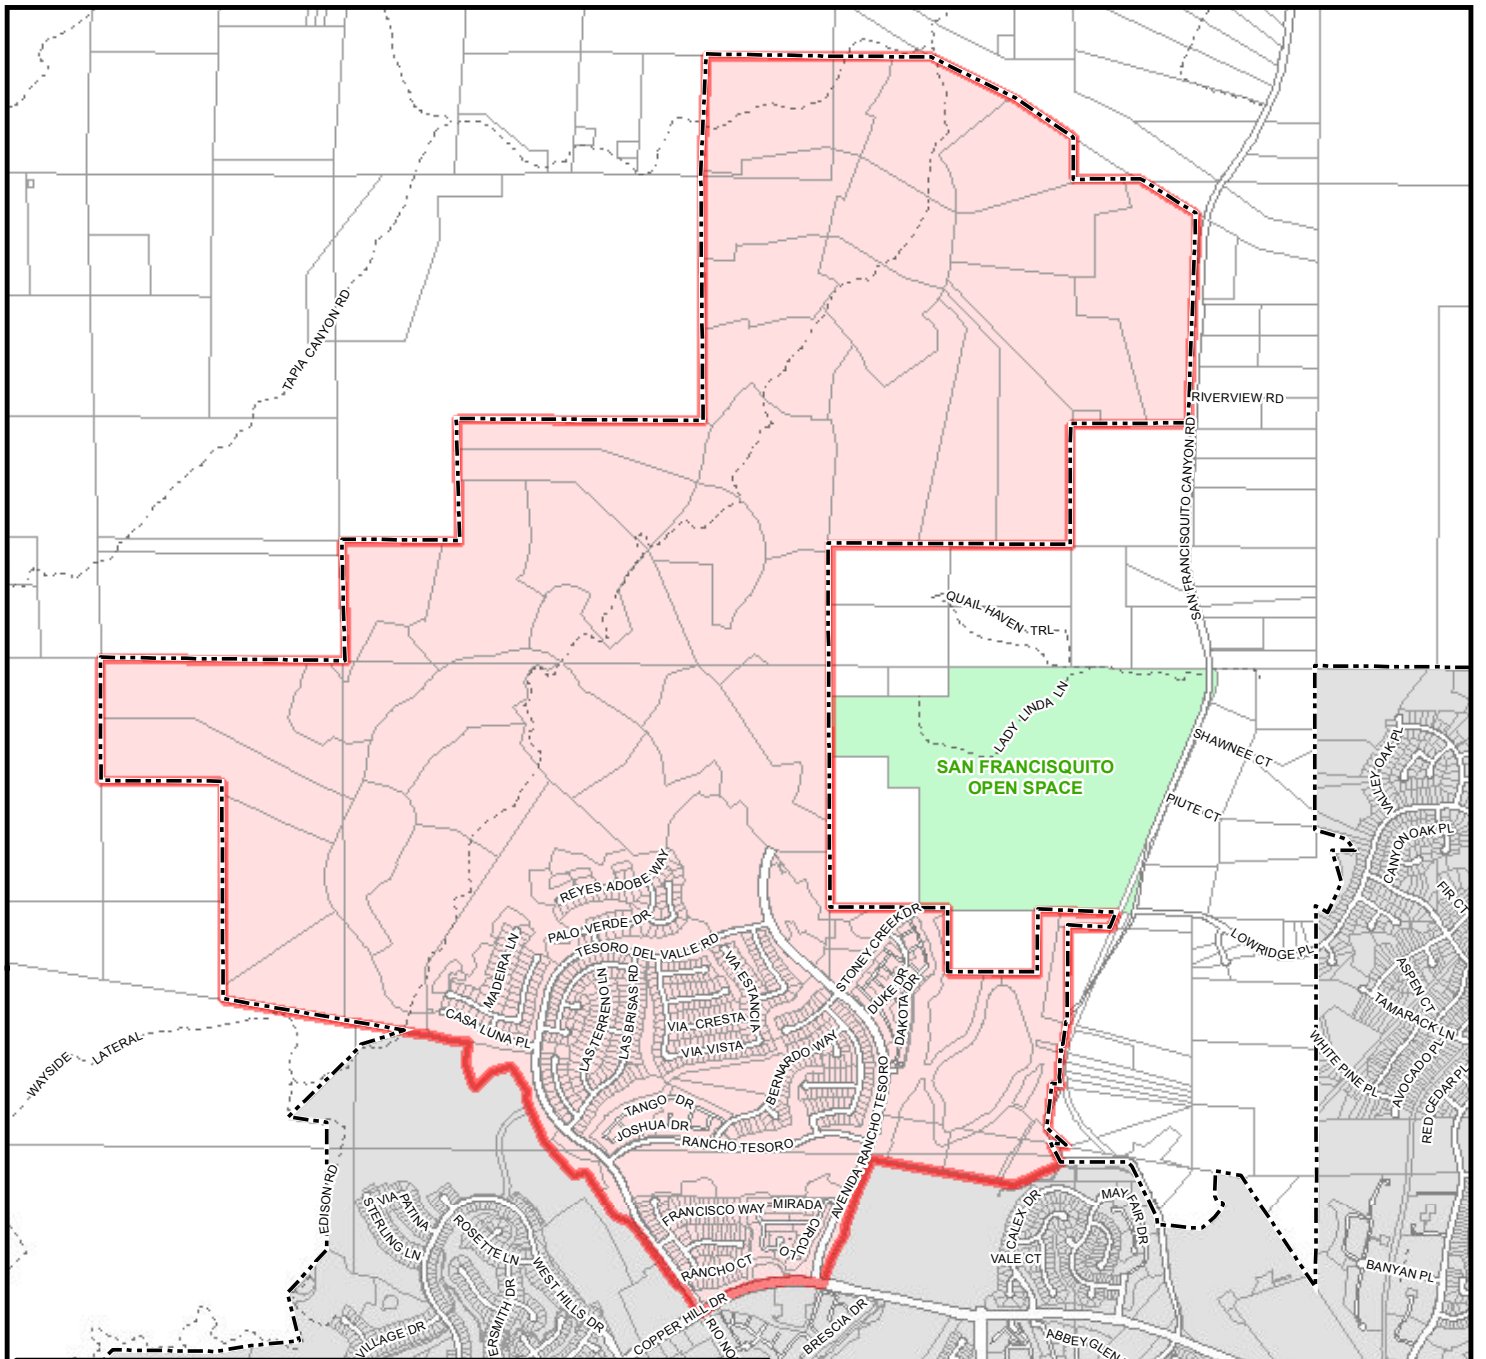 TAPIA CANYON RD
RIVERVIEW RD
SAN FRANCISQUITO CANYON RD
QUAIL HAVEN TRL
LADY LINDA LN
SAN FRANCISQUITO
OPEN SPACE
SHAWNEE CT
PIUTE CT
VALLEY OAK PL
CANYON OAK PL
FIR CT
LOWRIDGE PL
ASPEN CT
TAMARACK LN
WHITE PINE PL
AVOCADO PL
RED CEDAR PL
BANYAN PL
REYES ADOBE WAY
PALO VERDE DR
TESORO DEL VALLE RD
MADEIRA LN
CASA LUNA PL
LAS TERRENO LN
LAS BRISAS RD
VIA ESTANCIA
VIA CRESTA
VIA VISTA
STONEY CREEK DR
DUKE DR
DAKOTA DR
BERNARDO WAY
TANGO DR
JOSHUA DR
RANCHO TESORO
AVENIDA RANCHO TESORO
WAYSIDE LATERAL
EDISON RD
VIA PATINA
STERLING LN
ROSETTE LN
WEST HILLS DR
ERSMITH DR
VILLAGE DR
FRANCISCO WAY
MIRADA
CIRCULO
RANCHO CT
COPPER HILL DR
RIO NO
BRESCIA DR
CALEX DR
MAY FAIR DR
VALE CT
ABBEY GLEN